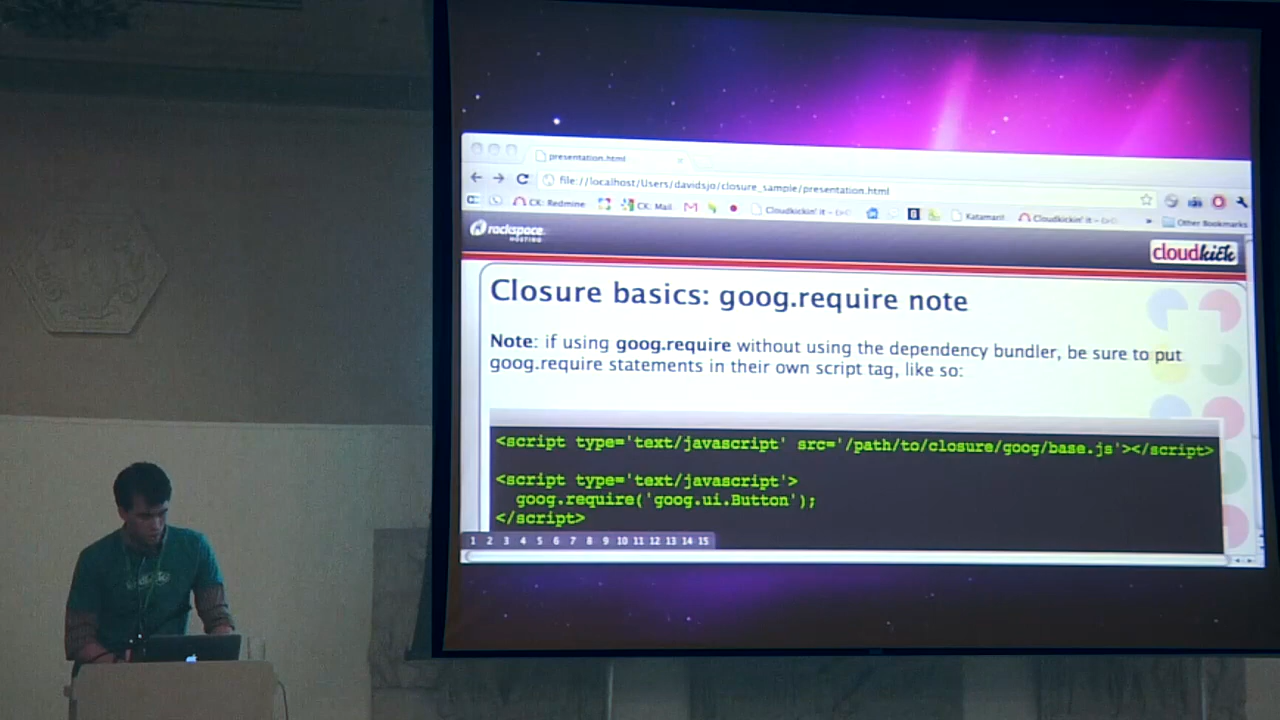 presentation.html
file://localhost/Users/davidsjo/closure_sample/presentation.html
CK: Redmine CK: Mail Cloudkickin' it – Katamari! Cloudkickin' it – » Other Bookmarks
rackspace.
HOSTING
cloudkick
Closure basics: goog.require note
Note: if using goog.require without using the dependency bundler, be sure to put
goog.require statements in their own script tag, like so:
<script type='text/javascript' src='/path/to/closure/goog/base.js'></script>
<script type='text/javascript'>
goog.require('goog.ui.Button');
</script>
1 2 3 4 5 6 7 8 9 10 11 12 13 14 15